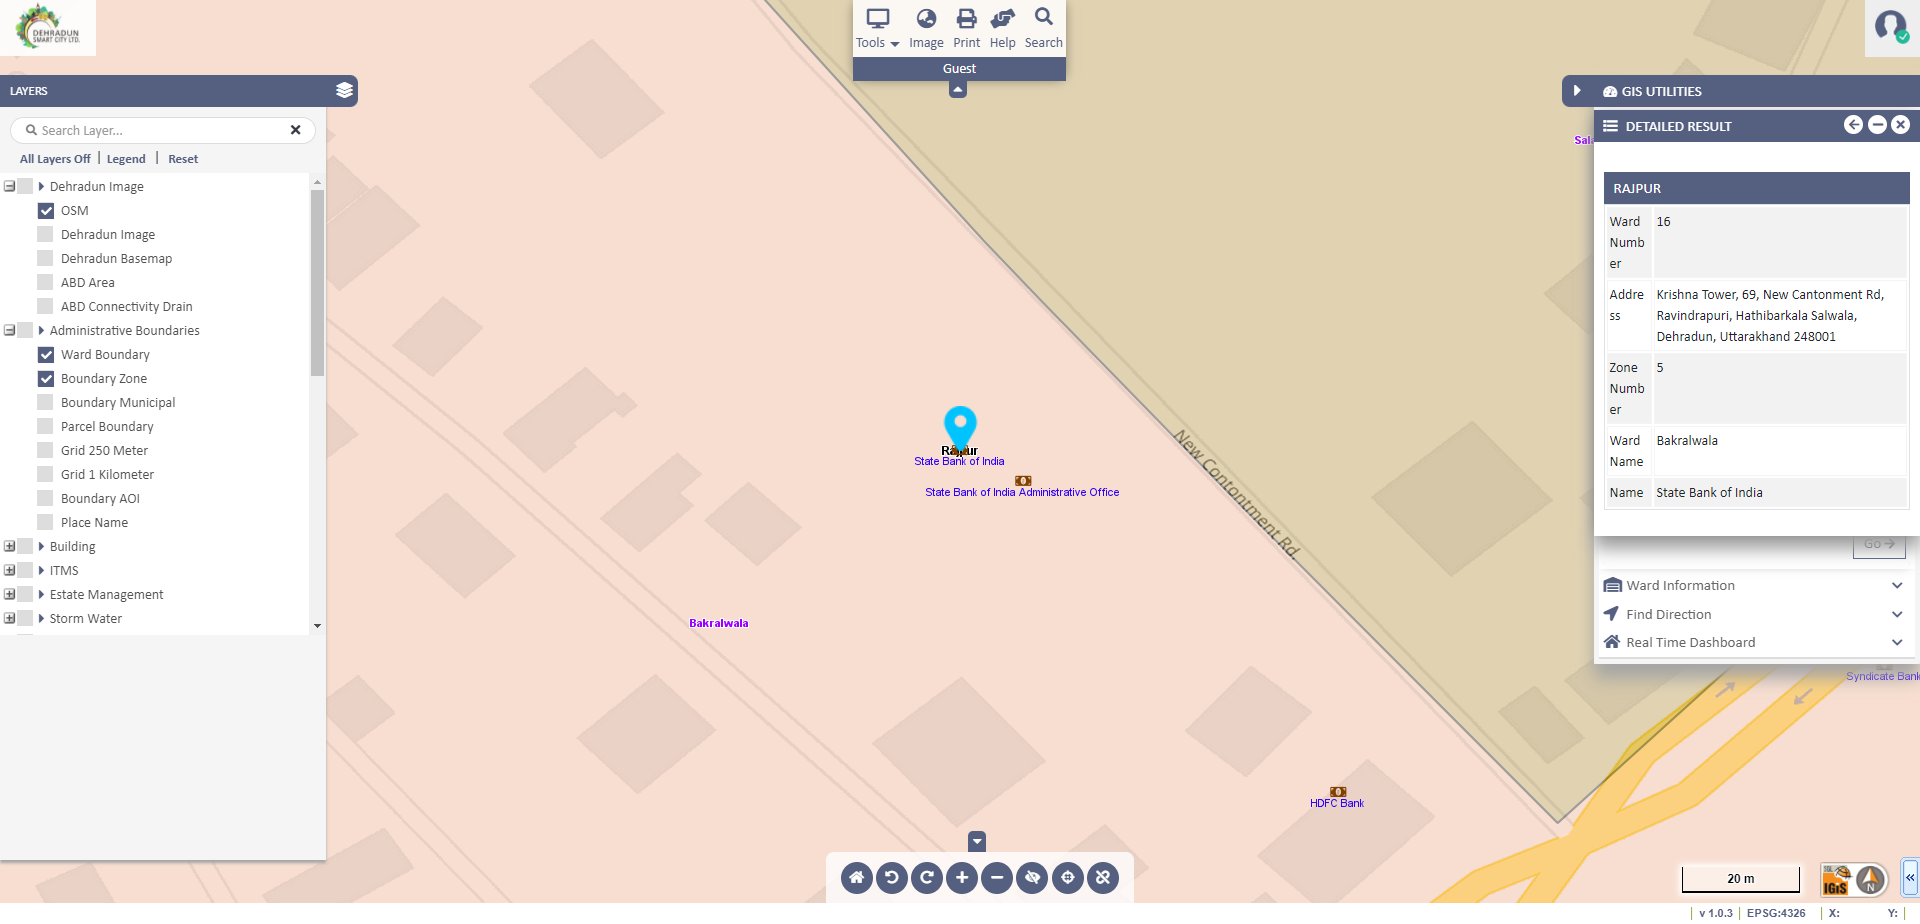 DEHRADUN
SMART CITY LTD.
Tools
Image
Print
Help
Search
Guest
LAYERS
Search Layer...
All Layers Off | Legend | Reset
Dehradun Image
OSM
Dehradun Image
Dehradun Basemap
ABD Area
ABD Connectivity Drain
Administrative Boundaries
Ward Boundary
Boundary Zone
Boundary Municipal
Parcel Boundary
Grid 250 Meter
Grid 1 Kilometer
Boundary AOI
Place Name
Building
ITMS
Estate Management
Storm Water
Rajpur
State Bank of India
State Bank of India Administrative Office
New Contontment Rd.
Bakralwala
HDFC Bank
Syndicate Bank
GIS UTILITIES
DETAILED RESULT
RAJPUR
Ward Number 16
Address Krishna Tower, 69, New Cantonment Rd,
Ravindrapuri, Hathibarkala Salwala,
Dehradun, Uttarakhand 248001
Zone Number 5
Ward Name Bakralwala
Name State Bank of India
Go
Ward Information
Find Direction
Real Time Dashboard
20 m
IGiS
N
v 1.0.3 | EPSG:4326 | X: Y: